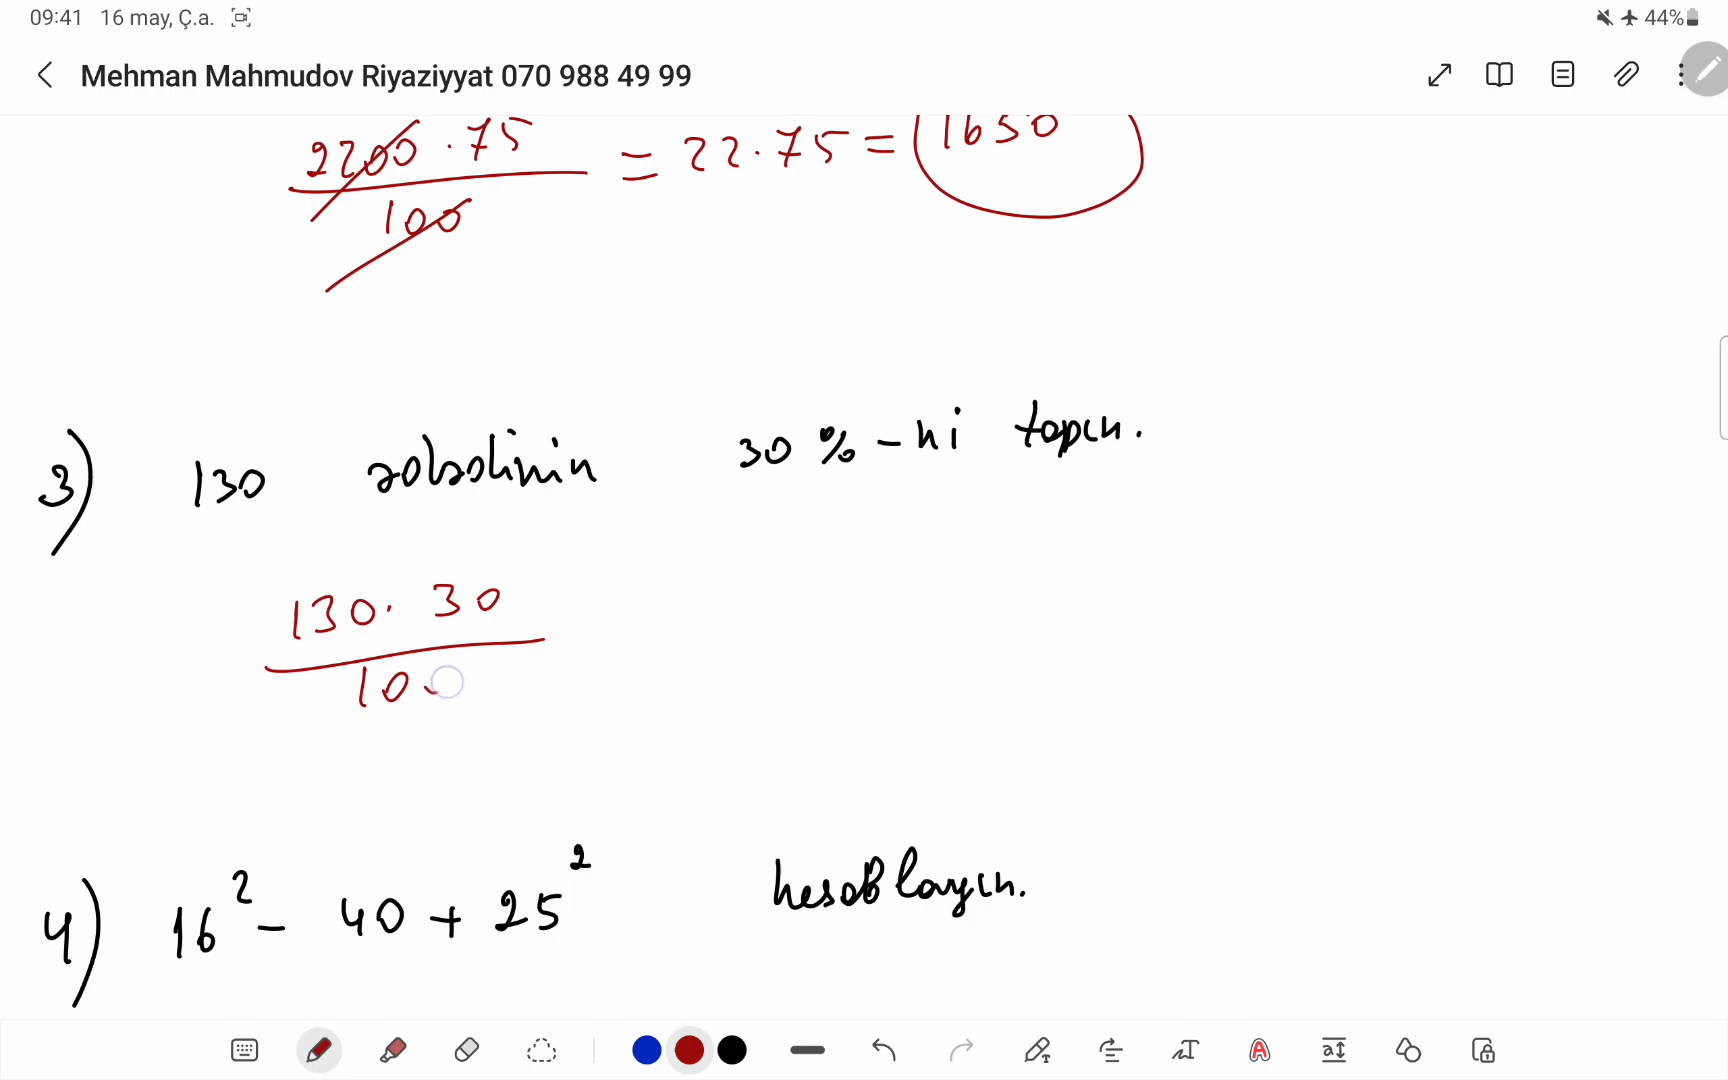 09:41 16 may, Ç.a. 44%
Mehman Mahmudov Riyaziyyat 070 988 49 99
2200 . 75 / 100 = 22 . 75 = 1650
3) 130 ədədinin 30 % - ni tapın.
130 . 30
10
4) 16² - 40 + 25² hesablayın.